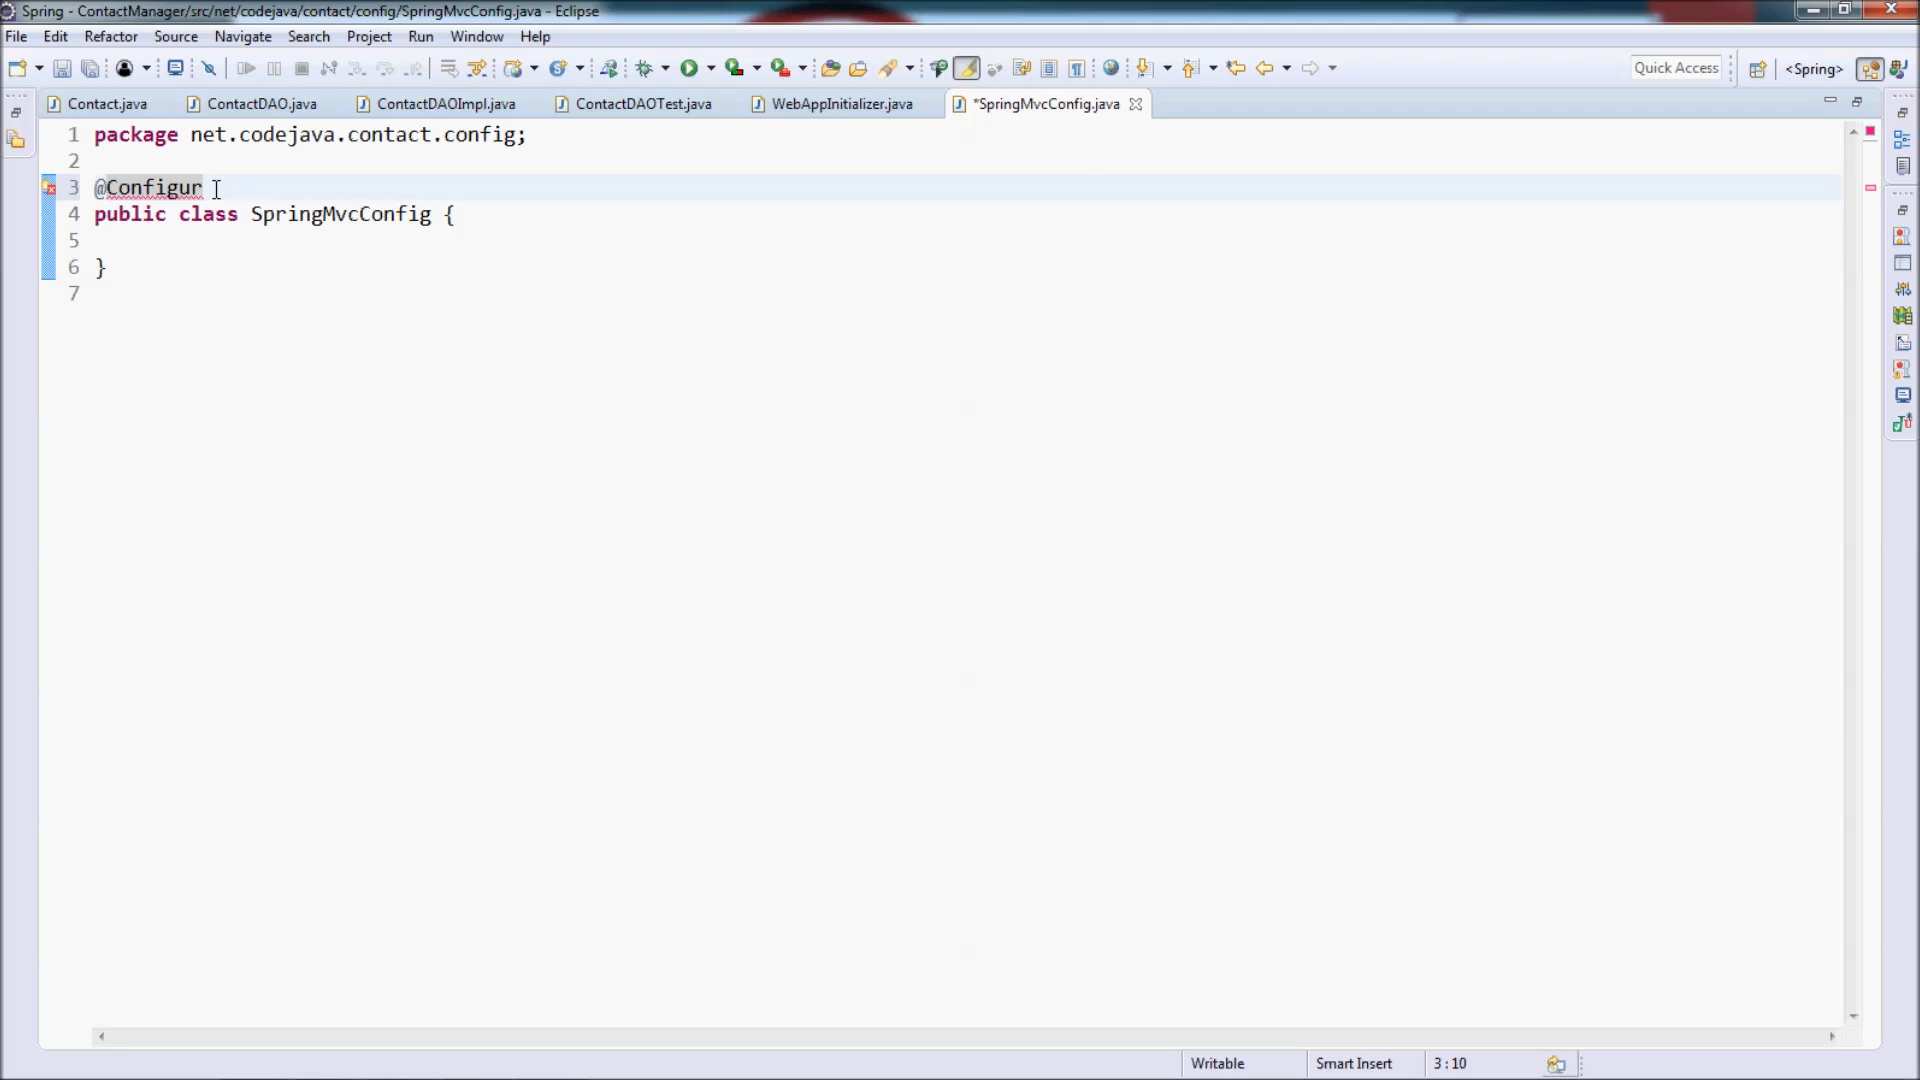 Spring - ContactManager/src/net/codejava/contact/config/SpringMvcConfig.java - Eclipse
File Edit Refactor Source Navigate Search Project Run Window Help
Quick Access <Spring>
Contact.java ContactDAO.java ContactDAOImpl.java ContactDAOTest.java WebAppInitializer.java *SpringMvcConfig.java
1 package net.codejava.contact.config;
2
3 @Configur
4 public class SpringMvcConfig {
5
6 }
7
Writable Smart Insert 3 : 10